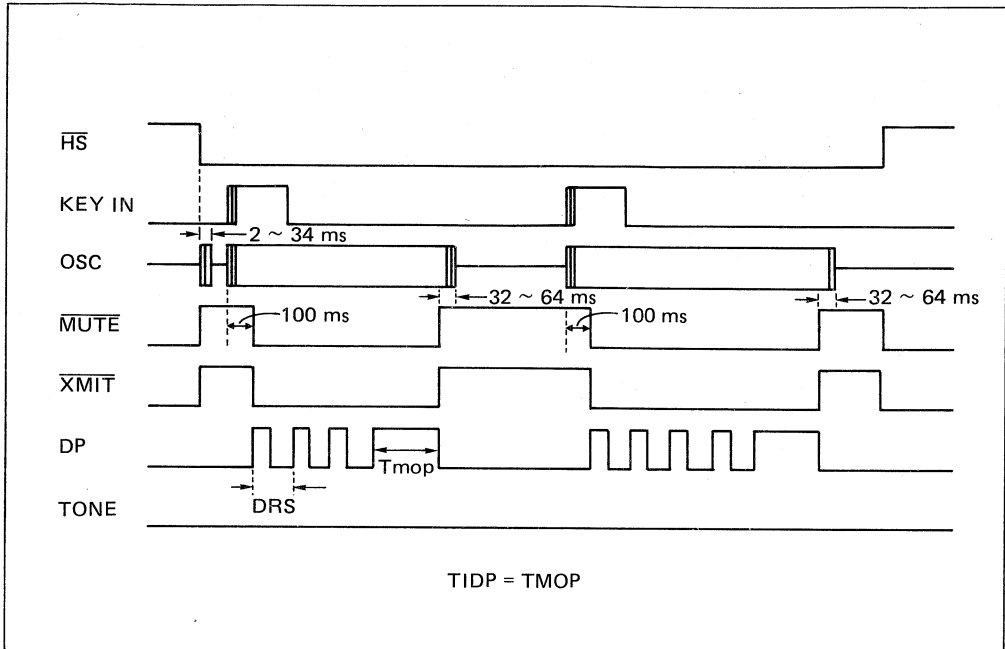 HS
KEY IN
2 ~ 34 ms
OSC
32 ~ 64 ms
32 ~ 64 ms
MUTE
100 ms
100 ms
XMIT
DP
Tmop
DRS
TONE
TIDP = TMOP